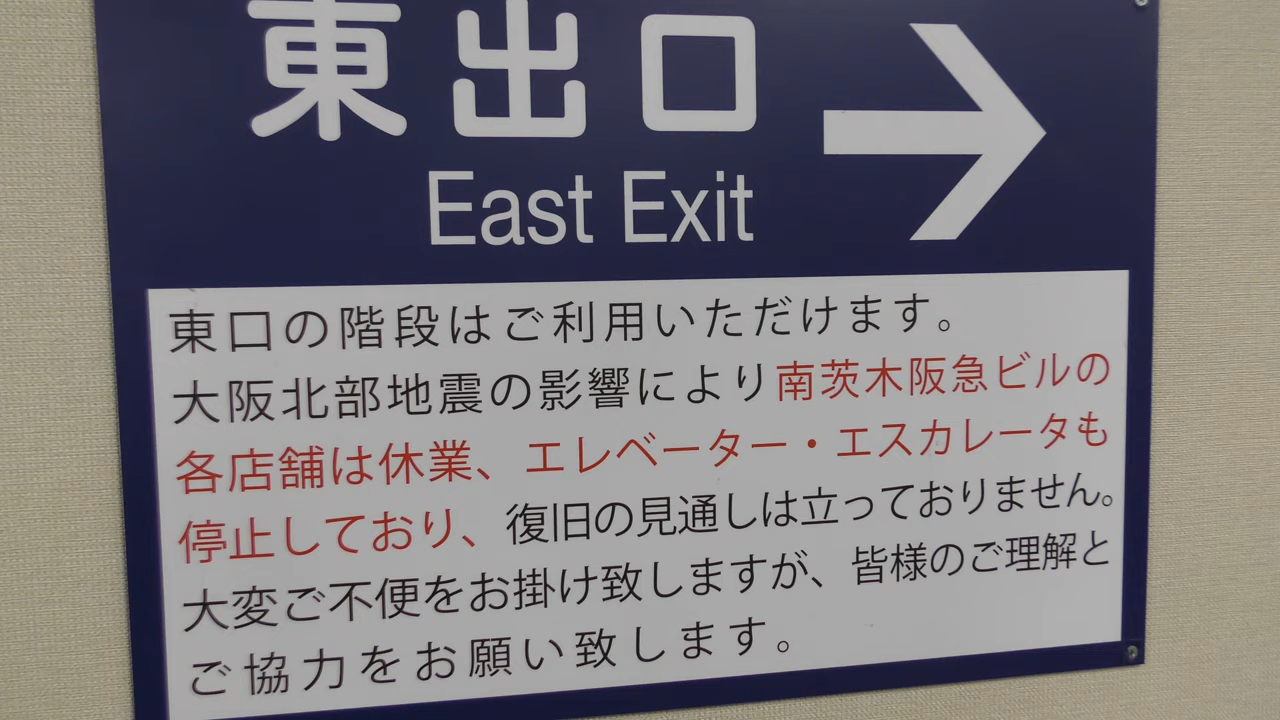 東出口
East Exit
東口の階段はご利用いただけます。
大阪北部地震の影響により南茨木阪急ビルの
各店舗は休業、エレベーター・エスカレータも
停止しており、復旧の見通しは立っておりません。
大変ご不便をお掛け致しますが、皆様のご理解と
ご協力をお願い致します。